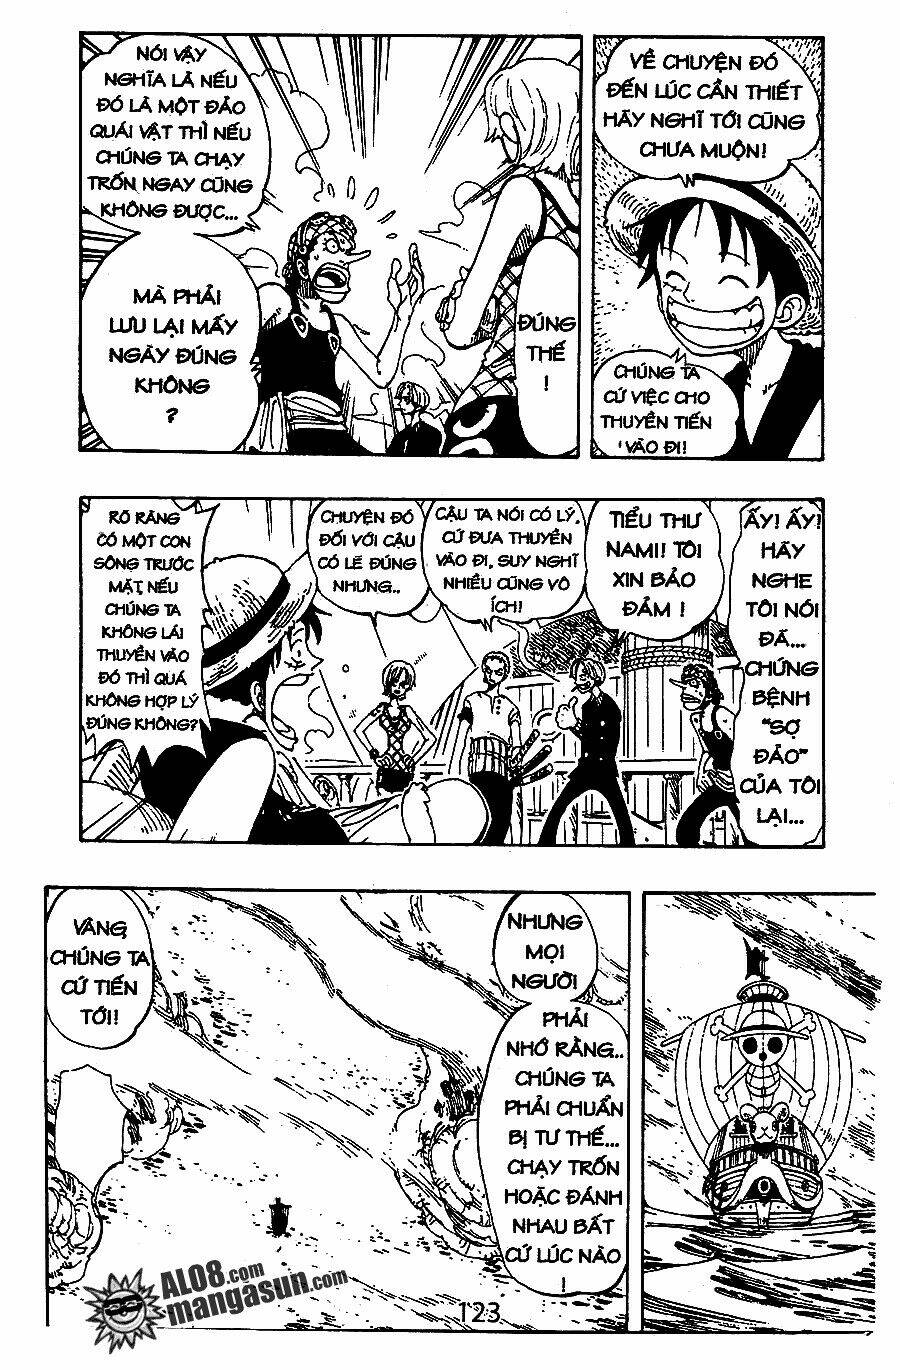 VỀ CHUYỆN ĐÓ
ĐẾN LÚC CẦN THIẾT
HÃY NGHĨ TỚI CŨNG
CHƯA MUỘN!
CHÚNG TA
CỨ VIỆC CHO
THUYỀN TIẾN
VÀO ĐI!
NÓI VẬY
NGHĨA LÀ NẾU
ĐÓ LÀ MỘT ĐẢO
QUÁI VẬT THÌ NẾU
CHÚNG TA CHẠY
TRỐN NGAY CŨNG
KHÔNG ĐƯỢC...
MÀ PHẢI
LƯU LẠI MẤY
NGÀY ĐÚNG
KHÔNG
?
ĐÚNG
THẾ
!
ẤY! ẤY!
HÃY
NGHE
TÔI NÓI
ĐÃ...
CHỨNG
BỆNH
"SỢ
ĐẢO"
CỦA TÔI
LẠI...
TIỂU THƯ
NAMI! TÔI
XIN BẢO
ĐẢM !
CẬU TA NÓI CÓ LÝ,
CỨ ĐƯA THUYỀN
VÀO ĐI, SUY NGHĨ
NHIỀU CŨNG VÔ
ÍCH!
CHUYỆN ĐÓ
ĐỐI VỚI CẬU
CÓ LẼ ĐÚNG
NHƯNG..
RÕ RÀNG
CÓ MỘT CON
SÔNG TRƯỚC
MẶT, NẾU
CHÚNG TA
KHÔNG LÁI
THUYỀN VÀO
ĐÓ THÌ QUÁ
KHÔNG HỢP LÝ
ĐÚNG KHÔNG?
NHƯNG
MỌI
NGƯỜI
PHẢI
NHỚ RẰNG..
CHÚNG TA
PHẢI CHUẨN
BỊ TƯ THẾ...
CHẠY TRỐN
HOẶC ĐÁNH
NHAU BẤT
CỨ LÚC NÀO
!
VÂNG,
CHÚNG TA
CỨ TIẾN
TỚI!
ALO8.com
mangasun.com
123